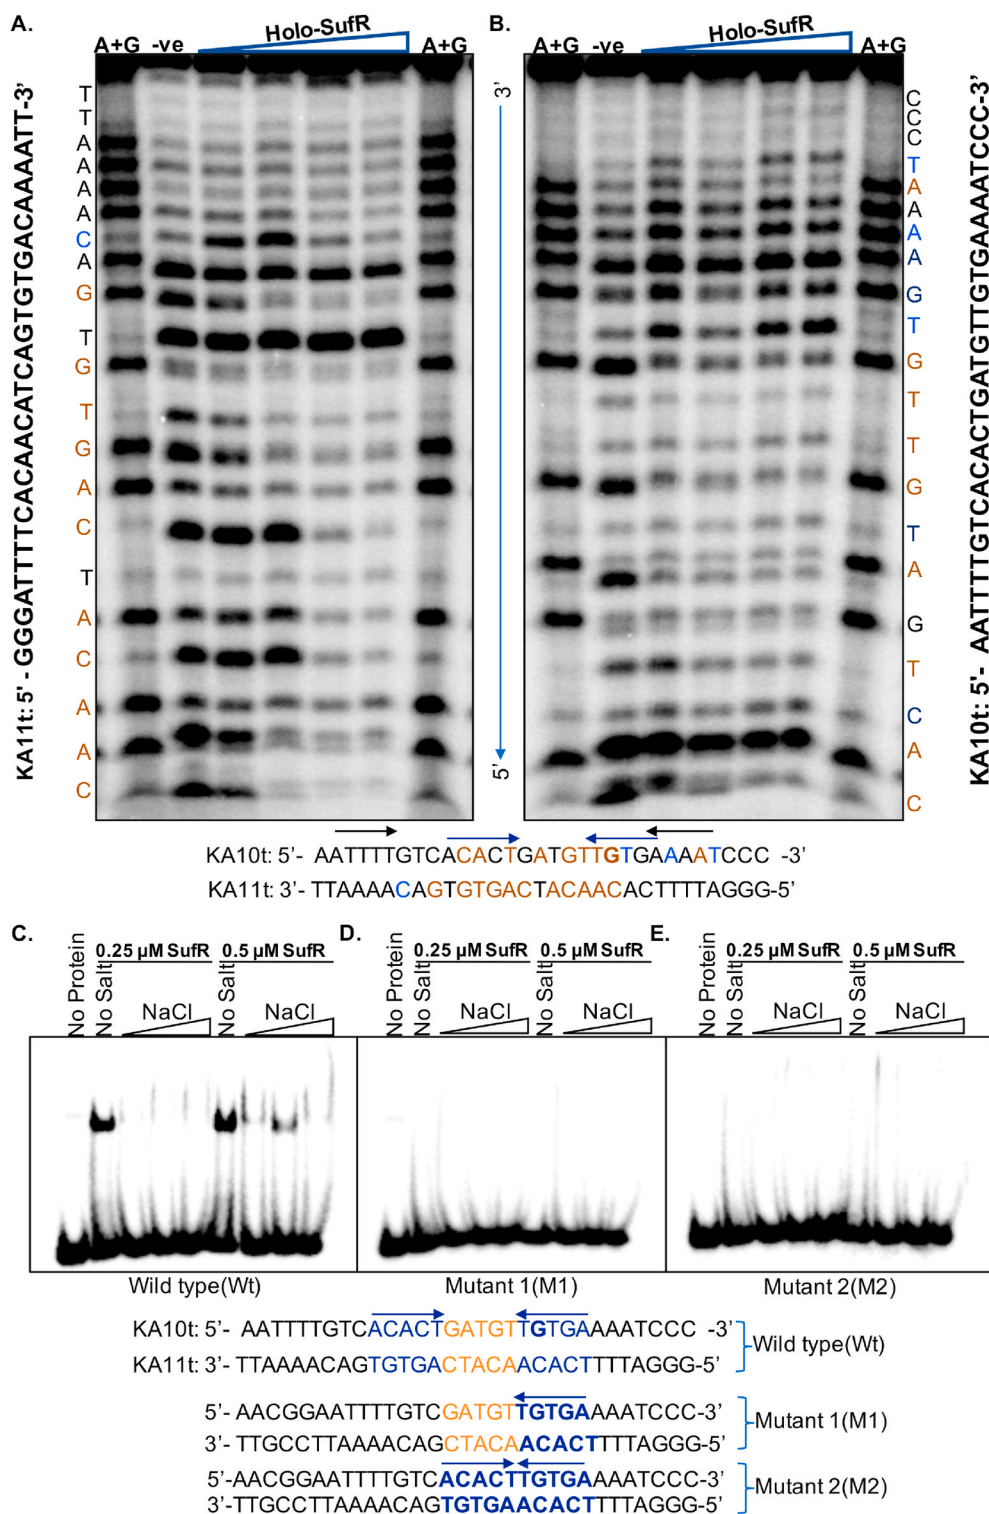 A.
A+G -ve Holo-SufR A+G
KA11t: 5' - GGGATTTTCACAACATCAGTGTGACAAAATT-3'
T
T
A
A
A
A
C
A
G
T
G
T
G
A
C
T
A
C
A
A
C
B.
A+G -ve Holo-SufR A+G
3'
5'
C
C
C
T
A
A
A
A
G
T
G
T
T
G
T
A
G
T
C
A
C
KA10t: 5'- AATTTTGTCACACTGATGTTGTGAAAATCCC-3'
KA10t: 5'- AATTTTGTCACACTGATGTTGTGAAAATCCC -3'
KA11t: 3'- TTAAAACAGTGTGACTACAACACTTTTAGGG-5'
C.
No Protein
No Salt
0.25 µM SufR
NaCl
No Salt
0.5 µM SufR
NaCl
Wild type(Wt)
D.
No Protein
No Salt
0.25 µM SufR
NaCl
No Salt
0.5 µM SufR
NaCl
Mutant 1(M1)
E.
No Protein
No Salt
0.25 µM SufR
NaCl
No Salt
0.5 µM SufR
NaCl
Mutant 2(M2)
KA10t: 5'- AATTTTGTCACACTGATGTTGTGAAAATCCC -3'
KA11t: 3'- TTAAAACAGTGTGACTACAACACTTTTAGGG-5'
Wild type(Wt)
5'- AACGGAATTTTGTCGATGTTGTGAAAATCCC-3'
3'- TTGCCTTAAAACAGCTACAACACTTTTAGGG-5'
Mutant 1(M1)
5'-AACGGAATTTTGTCACACTTGTGAAAATCCC-3'
3'-TTGCCTTAAAACAGTGTGAACACTTTTAGGG-5'
Mutant 2(M2)